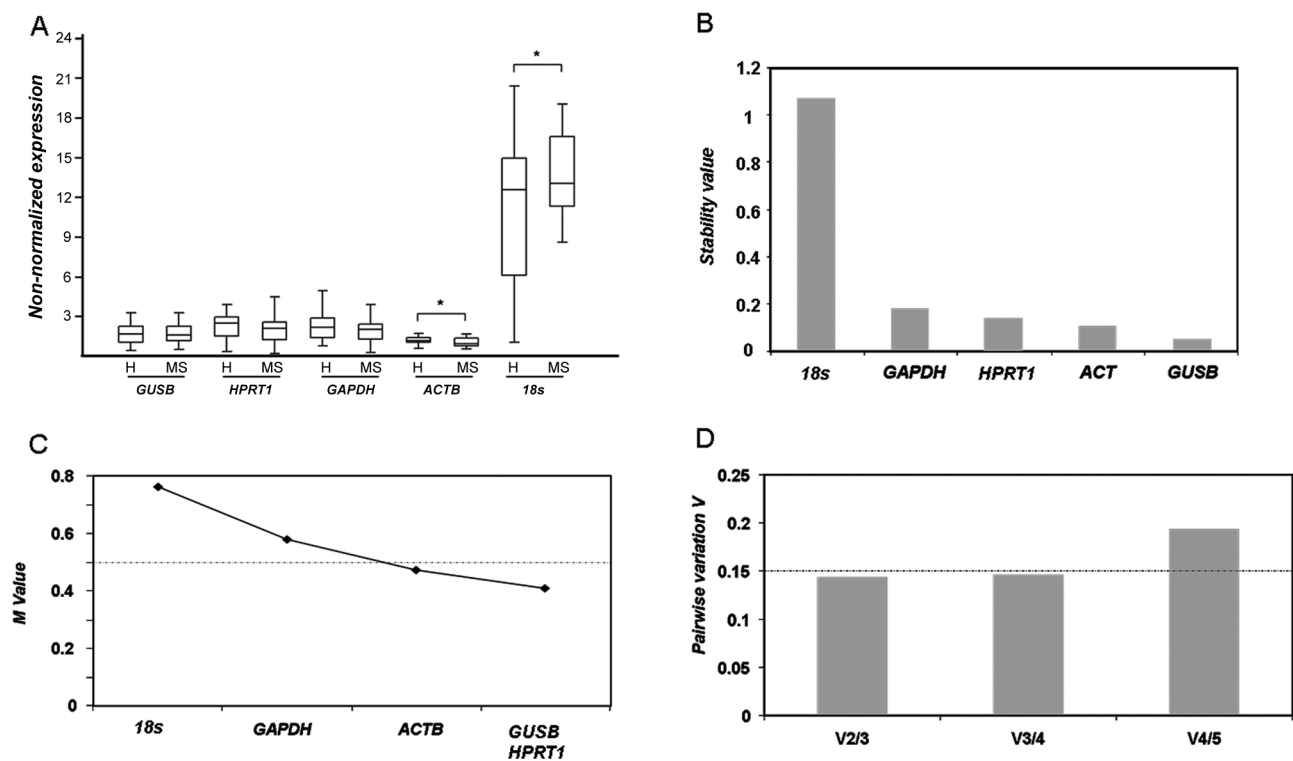 A
Non-normalized expression
24
21
18
15
12
9
6
3
*
*
H MS H MS H MS H MS H MS
GUSB HPRT1 GAPDH ACTB 18s
B
Stability value
1.2
1
0.8
0.6
0.4
0.2
0
18s GAPDH HPRT1 ACT GUSB
C
M Value
0.8
0.6
0.4
0.2
0
18s GAPDH ACTB GUSB
HPRT1
D
Pairwise variation V
0.25
0.2
0.15
0.1
0.05
0
V2/3 V3/4 V4/5